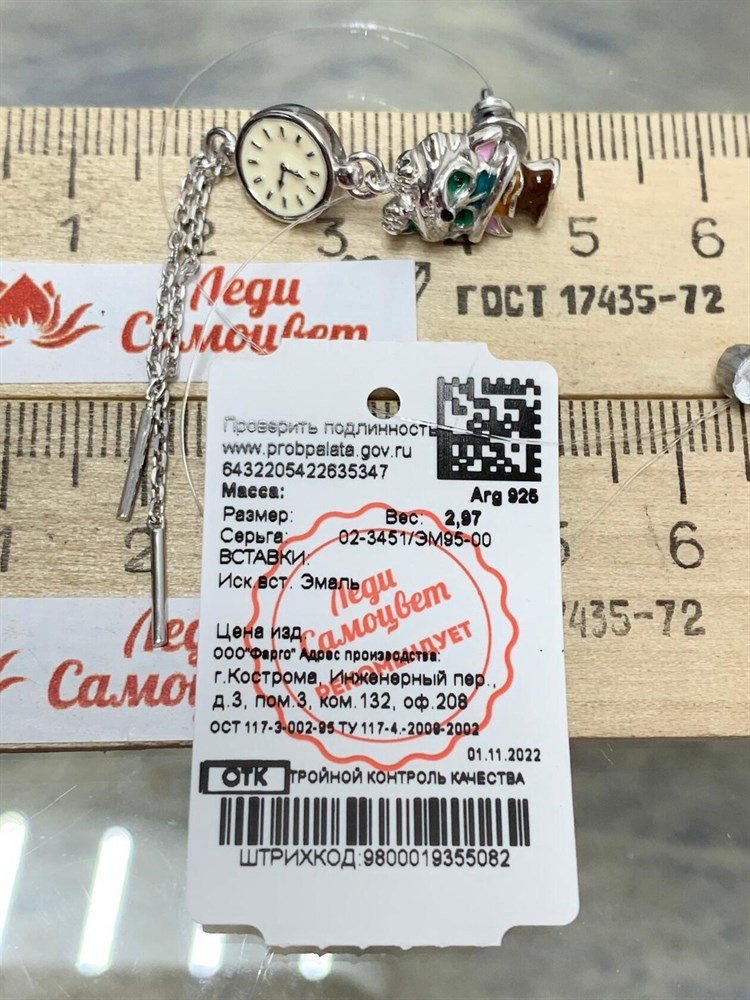 1 2 3 4 5 6
Леди
Самоцвет
ГОСТ 17435-72
Проверить подлинность
www.probpalata.gov.ru
6432205422635347
Масса: Arg 925
Размер: Вес: 2,97
Серьга: 02-3451/ЭМ95-00
ВСТАВКИ:
Иск.вст. Эмаль
Леди
Самоцвет
РЕКОМЕНДУЕТ
Цена изд.
ООО"Фарго" Адрес производства:
г.Кострома, Инженерный пер.,
д.3, пом.3, ком.132, оф.208
ОСТ 117-3-002-95 ТУ 117-4.-2009-2002
01.11.2022
ОТК ТРОЙНОЙ КОНТРОЛЬ КАЧЕСТВА
ШТРИХКОД:9800019355082
2 6
7435-72
Леди
Самоц